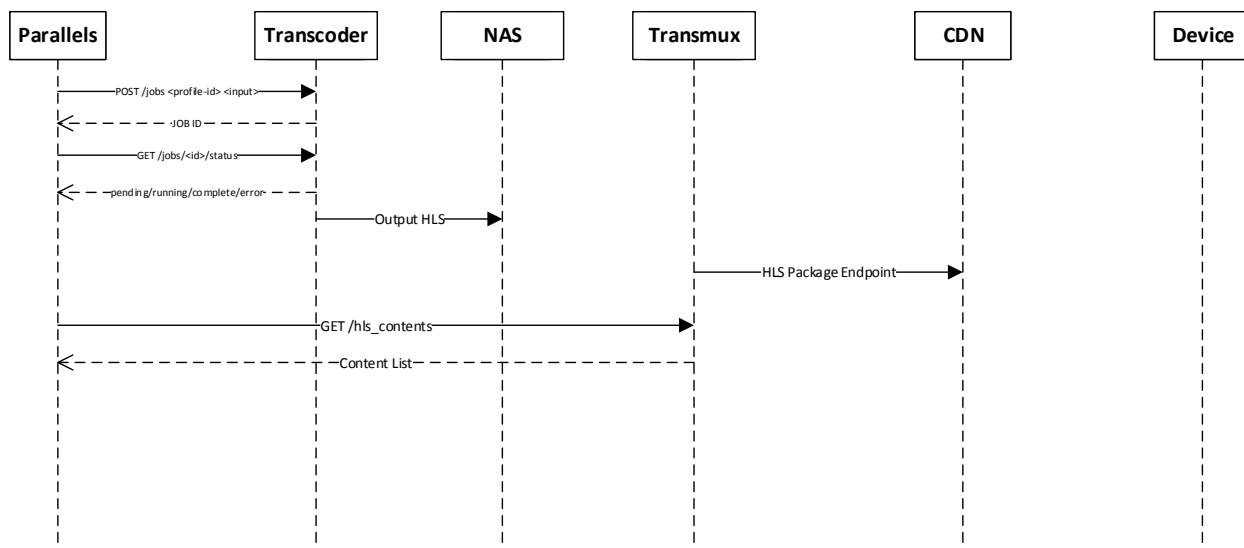 Parallels
Transcoder
NAS
Transmux
CDN
Device
POST /jobs <profile-id> <input>
JOB ID
GET /jobs/<id>/status
pending/running/complete/error
Output HLS
HLS Package Endpoint
GET /hls_contents
Content List